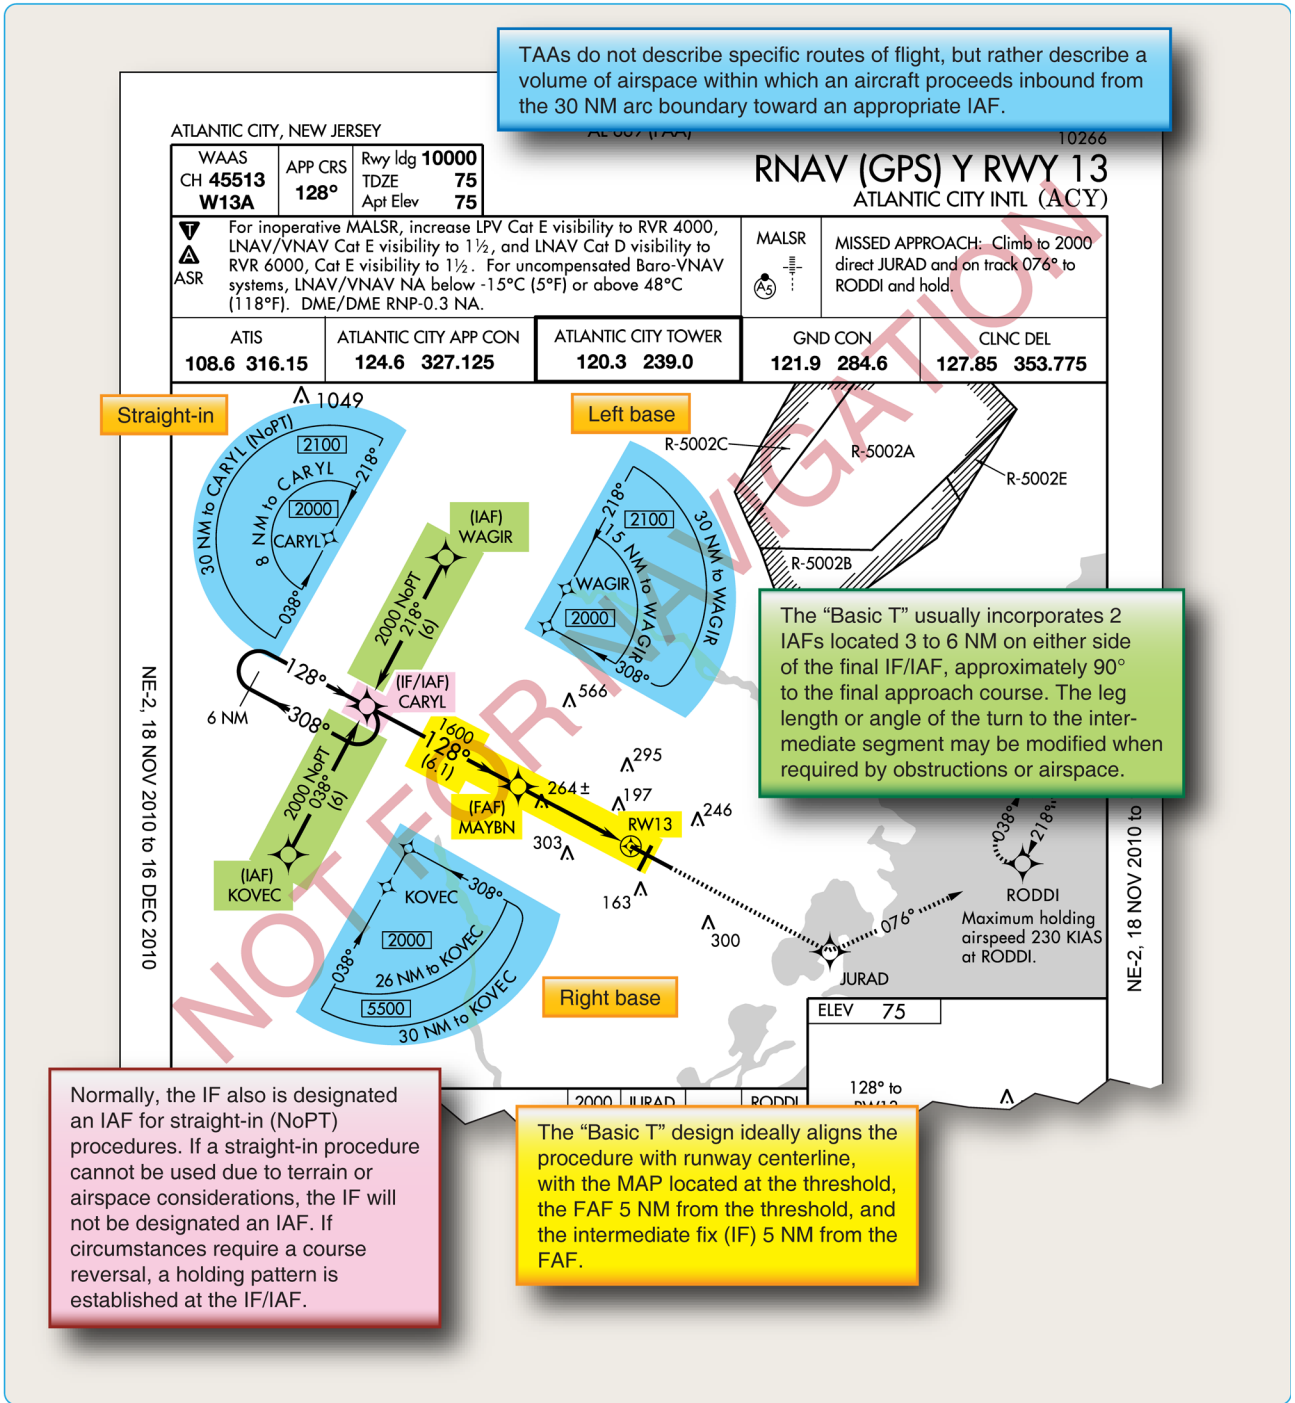 TAAs do not describe specific routes of flight, but rather describe a
volume of airspace within which an aircraft proceeds inbound from
the 30 NM arc boundary toward an appropriate IAF.
ATLANTIC CITY, NEW JERSEY
10266
WAAS
CH 45513
W13A
APP CRS
128°
Rwy ldg 10000
TDZE 75
Apt Elev 75
RNAV (GPS) Y RWY 13
ATLANTIC CITY INTL (ACY)
T
A
ASR
For inoperative MALSR, increase LPV Cat E visibility to RVR 4000,
LNAV/VNAV Cat E visibility to 1½, and LNAV Cat D visibility to
RVR 6000, Cat E visibility to 1½. For uncompensated Baro-VNAV
systems, LNAV/VNAV NA below -15°C (5°F) or above 48°C
(118°F). DME/DME RNP-0.3 NA.
MALSR
A5
MISSED APPROACH: Climb to 2000
direct JURAD and on track 076° to
RODDI and hold.
ATIS
108.6 316.15
ATLANTIC CITY APP CON
124.6 327.125
ATLANTIC CITY TOWER
120.3 239.0
GND CON
121.9 284.6
CLNC DEL
127.85 353.775
Straight-in
1049
30 NM to CARYL (NoPT)
2100
218°
8 NM to CARYL
2000
CARYL
038°
Left base
218°
2100
30 NM to WAGIR
15 NM to WAGIR
WAGIR
2000
308°
R-5002C
R-5002A
R-5002E
R-5002B
(IAF)
WAGIR
2000 NoPT
218°
(6)
128°
308°
6 NM
(IF/IAF)
CARYL
2000 NoPT
038°
(6)
(IAF)
KOVEC
1600
128°
(6.1)
(FAF)
MAYBN
566
295
264±
197
246
RW13
303
163
300
The “Basic T” usually incorporates 2
IAFs located 3 to 6 NM on either side
of the final IF/IAF, approximately 90°
to the final approach course. The leg
length or angle of the turn to the inter-
mediate segment may be modified when
required by obstructions or airspace.
038°
218°
RODDI
Maximum holding
airspeed 230 KIAS
at RODDI.
076°
JURAD
KOVEC
308°
038°
2000
26 NM to KOVEC
5500
30 NM to KOVEC
Right base
ELEV 75
128° to
2000
JURAD
RODDI
NE-2, 18 NOV 2010 to 16 DEC 2010
NE-2, 18 NOV 2010 to
NOT FOR NAVIGATION
Normally, the IF also is designated
an IAF for straight-in (NoPT)
procedures. If a straight-in procedure
cannot be used due to terrain or
airspace considerations, the IF will
not be designated an IAF. If
circumstances require a course
reversal, a holding pattern is
established at the IF/IAF.
The “Basic T” design ideally aligns the
procedure with runway centerline,
with the MAP located at the threshold,
the FAF 5 NM from the threshold, and
the intermediate fix (IF) 5 NM from the
FAF.